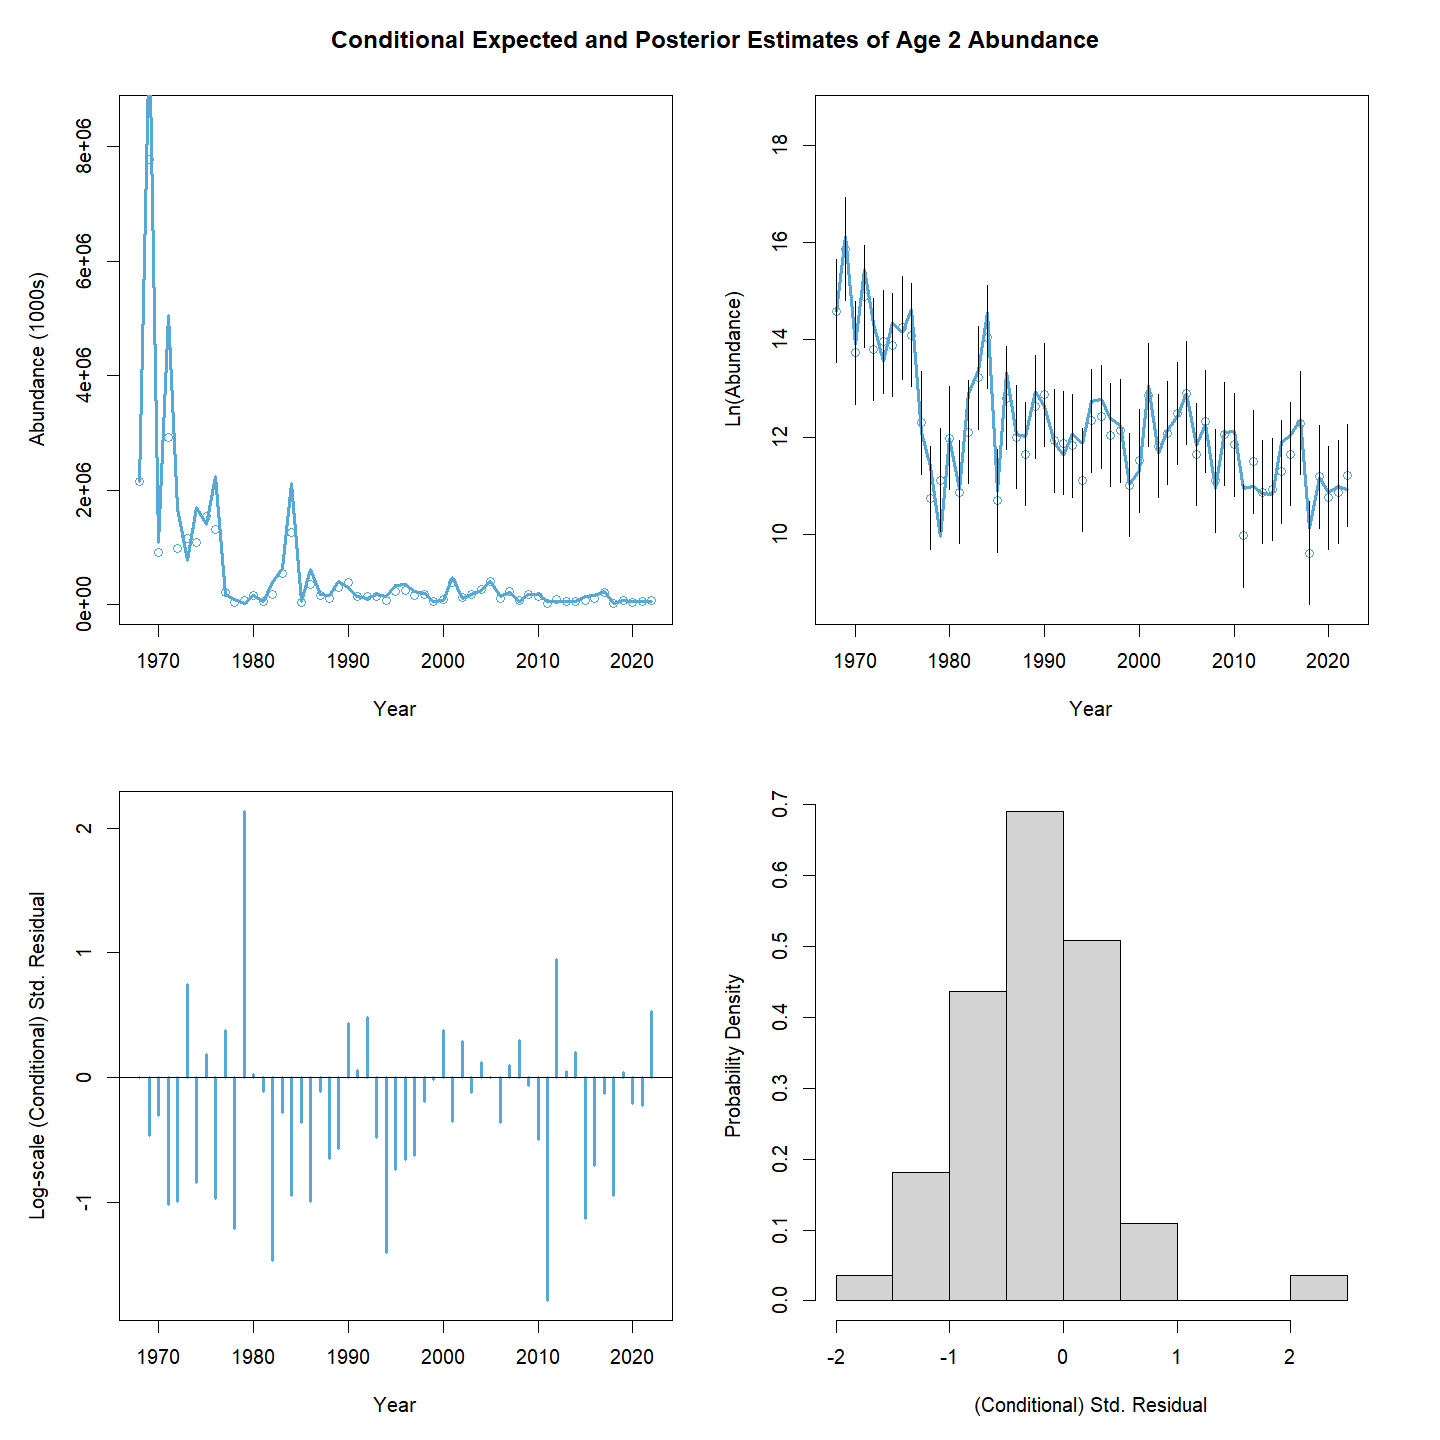 Conditional Expected and Posterior Estimates of Age 2 Abundance
Abundance (1000s)
8e+06
6e+06
4e+06
2e+06
0e+00
1970 1980 1990 2000 2010 2020
Year
Ln(Abundance)
18
16
14
12
10
1970 1980 1990 2000 2010 2020
Year
Log-scale (Conditional) Std. Residual
2
1
0
-1
1970 1980 1990 2000 2010 2020
Year
Probability Density
0.7
0.6
0.5
0.4
0.3
0.2
0.1
0.0
-2 -1 0 1 2
(Conditional) Std. Residual